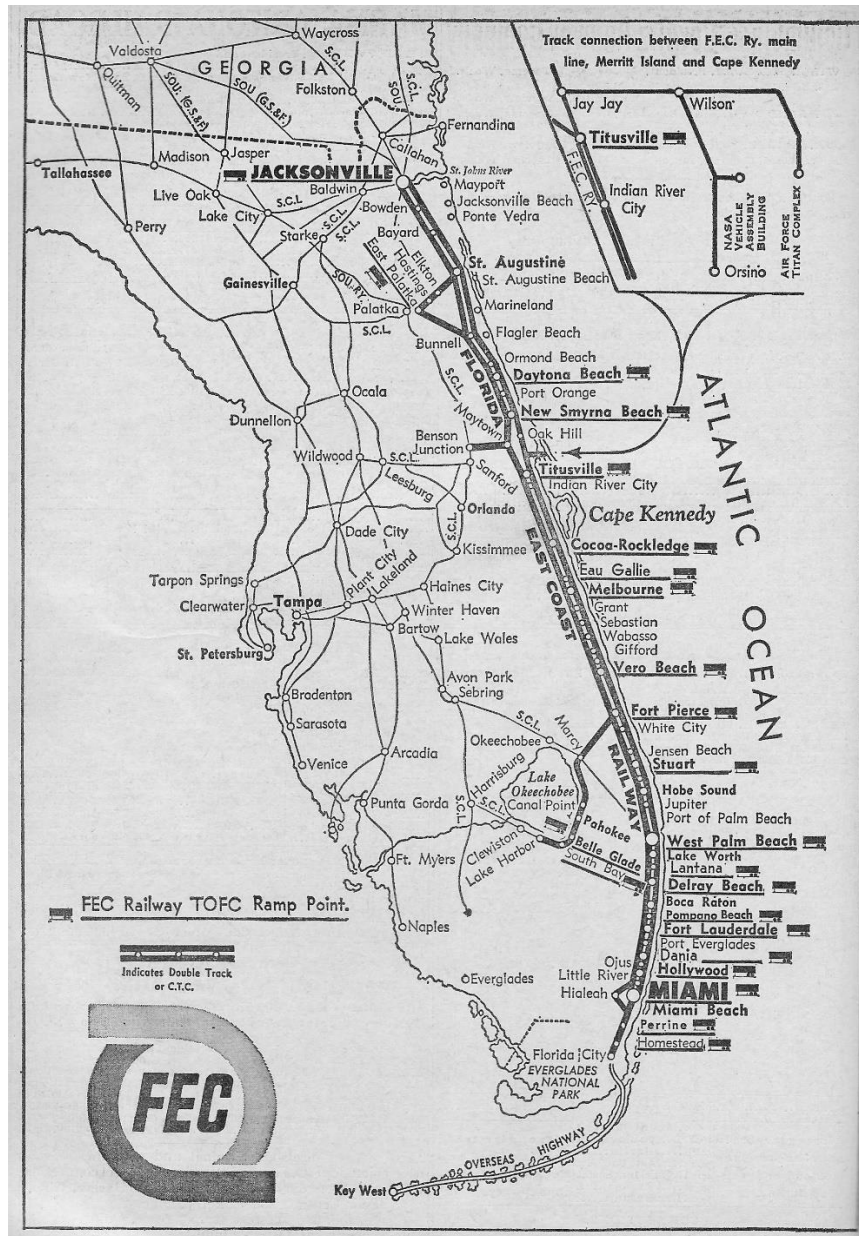 Track connection between F.E.C. Ry. main
line, Merritt Island and Cape Kennedy
Jay Jay
Wilson
Titusville
F.E.C. RY.
Indian River
City
NASA
VEHICLE
ASSEMBLY
BUILDING
AIR FORCE
TITAN COMPLEX
Orsino
Waycross
Valdosta
GEORGIA
S.C.L.
S.C.L.
Quitman
SOU. (G.S.&F.)
SOU (G.S.&F.)
Folkston
SOU.
Fernandina
Callahan
Tallahassee
Madison
Jasper
JACKSONVILLE
St. Johns River
Baldwin
Mayport
Live Oak
S.C.L
Jacksonville Beach
Lake City
Bowden
Ponte Vedra
Perry
S.C.L.
S.C.L.
Starke
Bayard
Elkton
Hastings
East Palatka
St. Augustine
St. Augustine Beach
Gainesville
SOU. RY.
Palatka
S.C.L.
Marineland
Bunnell
Flagler Beach
Ormond Beach
FLORIDA
Daytona Beach
Port Orange
S.C.L.
Ocala
Maytown
New Smyrna Beach
Dunnellon
Oak Hill
Benson
Junction
Wildwood
S.C.L.
Leesburg
Sanford
Titusville
Indian River City
ATLANTIC
OCEAN
Orlando
Cape Kennedy
Dade City
S.C.L.
EAST COAST
Kissimmee
Cocoa-Rockledge
Tarpon Springs
Plant City
Lakeland
Haines City
Eau Gallie
Melbourne
Clearwater
Tampa
Winter Haven
Grant
Sebastian
Bartow
Lake Wales
Wabasso
Gifford
St. Petersburg
Vero Beach
Avon Park
Sebring
Bradenton
Fort Pierce
S.C.L.
Marcy
White City
Sarasota
Okeechobee
RAILWAY
Jensen Beach
Arcadia
Stuart
Venice
Harrisburg
Lake
Okeechobee
Canal Point
Hobe Sound
Punta Gorda
S.C.L.
S.C.L.
Jupiter
Port of Palm Beach
Pahokee
Clewiston
Lake Harbor
Belle Glade
South Bay
West Palm Beach
Lake Worth
Lantana
Ft. Myers
Delray Beach
Boca Raton
Pompano Beach
FEC Railway TOFC Ramp Point.
Naples
Fort Lauderdale
Port Everglades
Dania
Indicates Double Track
or C.T.C.
Ojus
Hollywood
Little River
Everglades
Hialeah
MIAMI
Miami Beach
Perrine
Homestead
Florida City
EVERGLADES
NATIONAL
PARK
FEC
OVERSEAS HIGHWAY
Key West